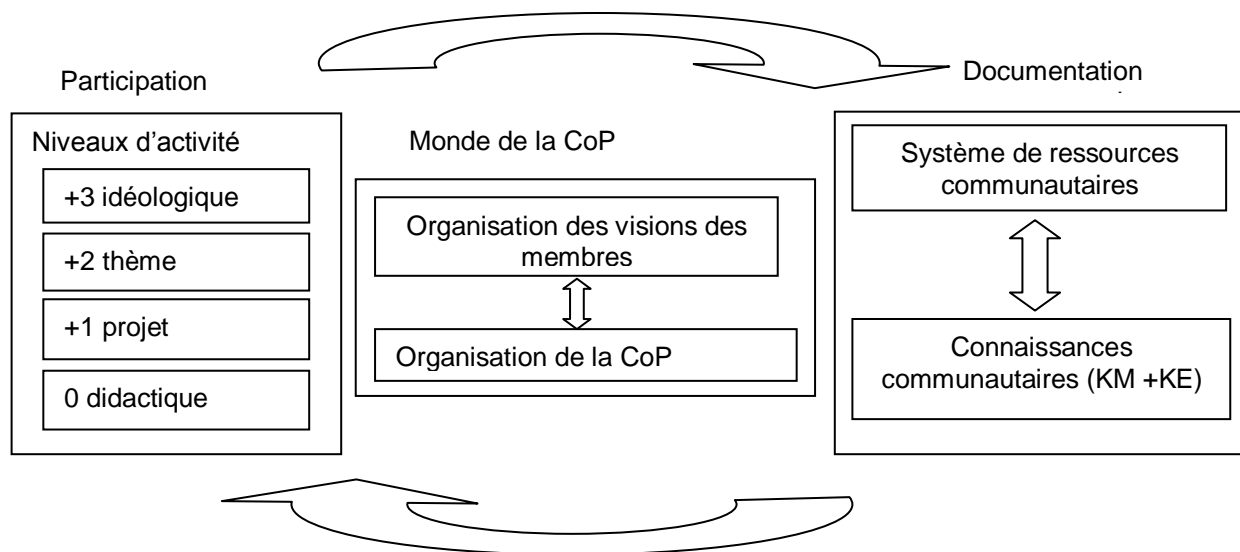 Participation
Niveaux d'activité
+3 idéologique
+2 thème
+1 projet
0 didactique
Monde de la CoP
Organisation des visions des
membres
Organisation de la CoP
Documentation
Système de ressources
communautaires
Connaissances
communautaires (KM +KE)